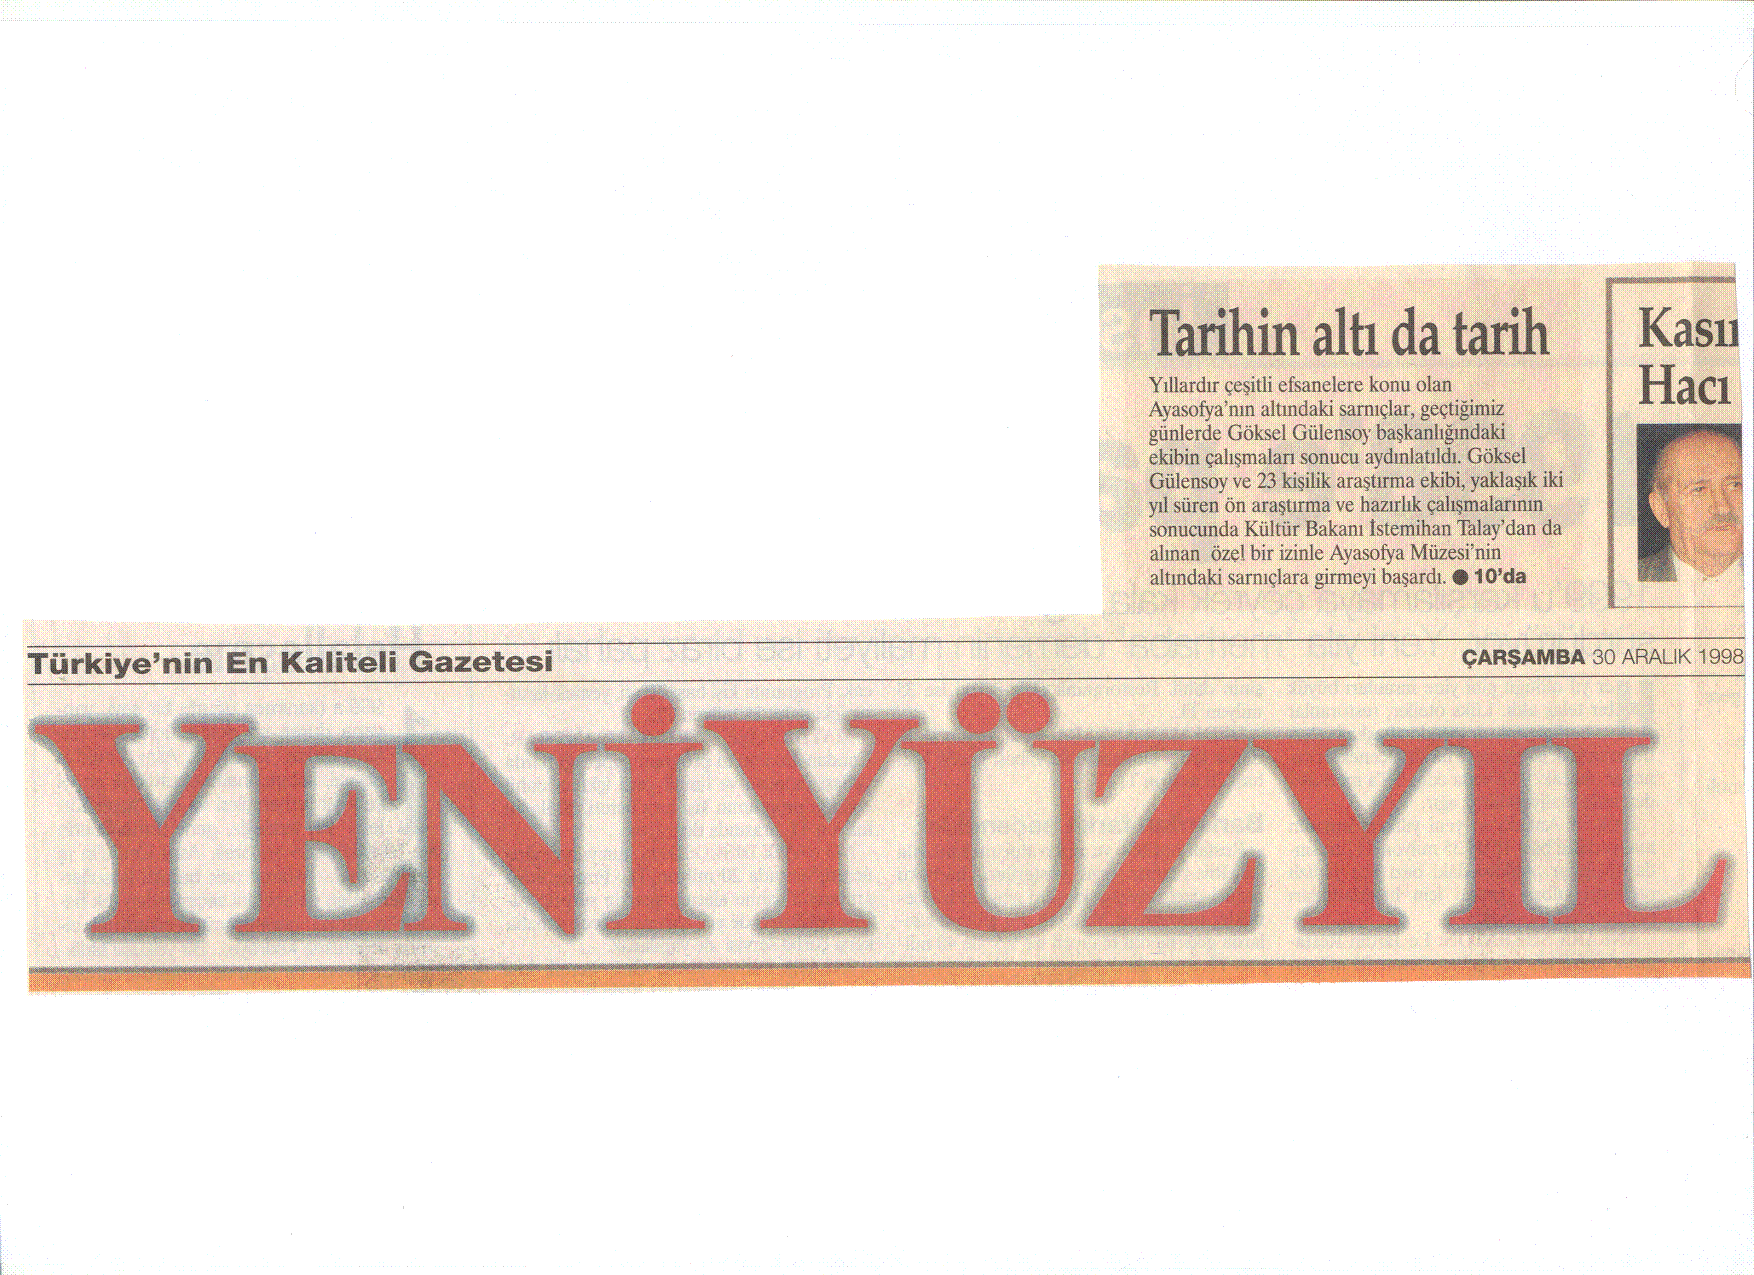 Tarihin altı da tarih
Yıllardır çeşitli efsanelere konu olan
Ayasofya'nın altındaki sarnıçlar, geçtiğimiz
günlerde Göksel Gülensoy başkanlığındaki
ekibin çalışmaları sonucu aydınlatıldı. Göksel
Gülensoy ve 23 kişilik araştırma ekibi, yaklaşık iki
yıl süren ön araştırma ve hazırlık çalışmalarının
sonucunda Kültür Bakanı İstemihan Talay'dan da
alınan özel bir izinle Ayasofya Müzesi'nin
altındaki sarnıçlara girmeyi başardı. ● 10'da
Kası
Hacı
Türkiye'nin En Kaliteli Gazetesi
ÇARŞAMBA 30 ARALIK 1998
YENİYÜZYIL